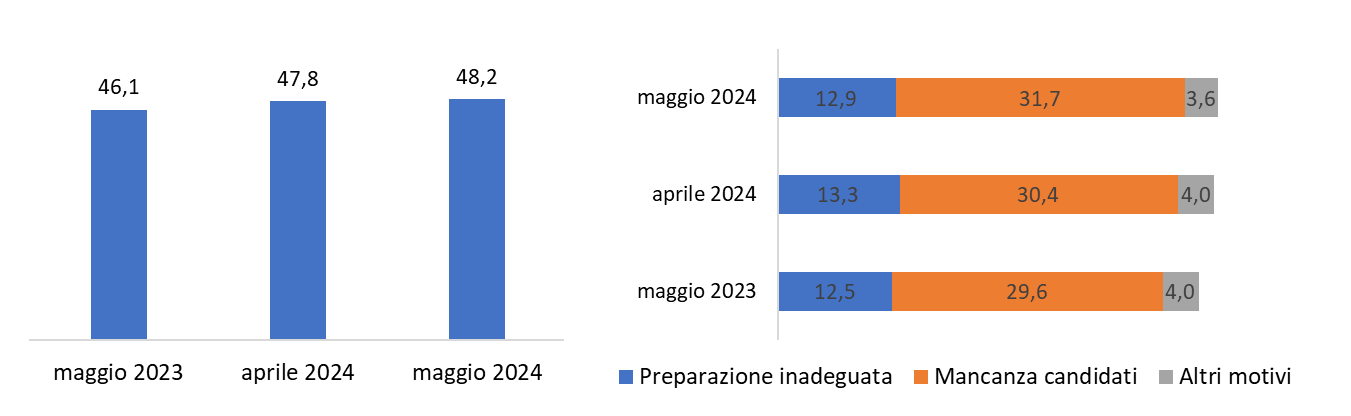 46,1
47,8
48,2
maggio 2023
aprile 2024
maggio 2024
maggio 2024
12,9
31,7
3,6
aprile 2024
13,3
30,4
4,0
maggio 2023
12,5
29,6
4,0
Preparazione inadeguata
Mancanza candidati
Altri motivi